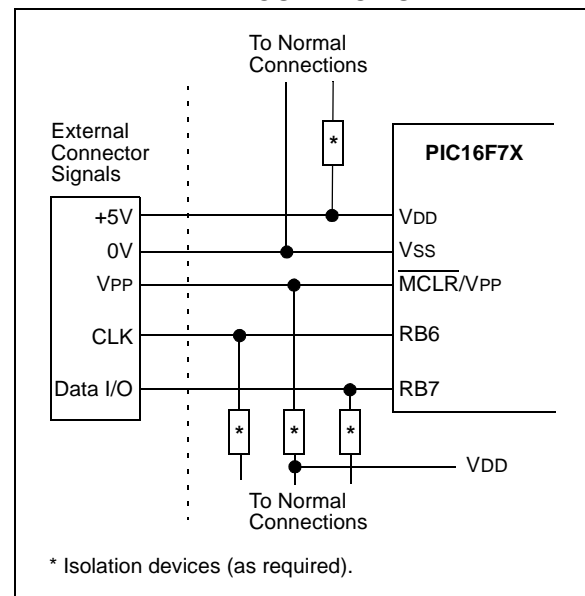 To Normal
Connections
External
Connector
Signals
*
PIC16F7X
+5V
VDD
0V
VSS
VPP
MCLR/VPP
CLK
RB6
Data I/O
RB7
* * *
VDD
To Normal
Connections
* Isolation devices (as required).